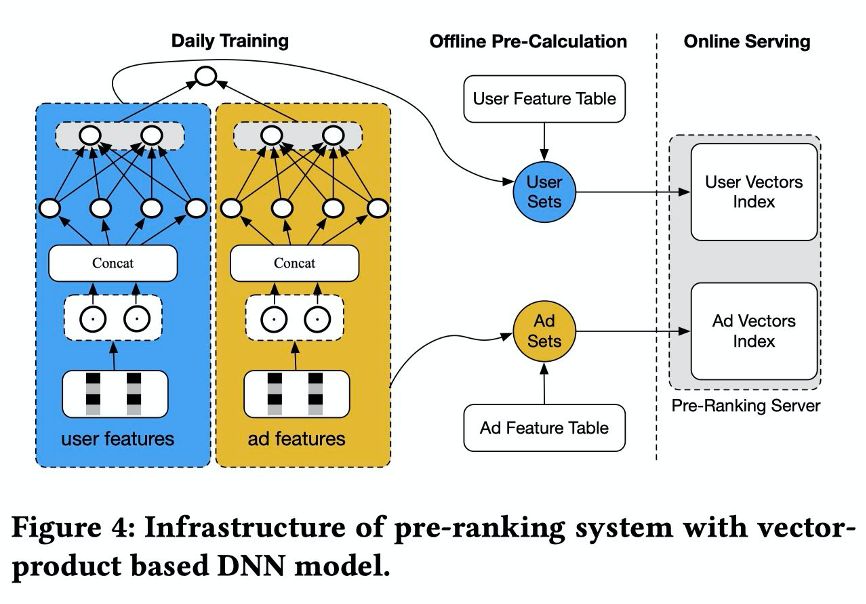 Daily Training
Offline Pre-Calculation
Online Serving
User Feature Table
User
Sets
User Vectors
Index
Concat
Concat
Ad
Sets
Ad Vectors
Index
user features
ad features
Ad Feature Table
Pre-Ranking Server
Figure 4: Infrastructure of pre-ranking system with vector-
product based DNN model.